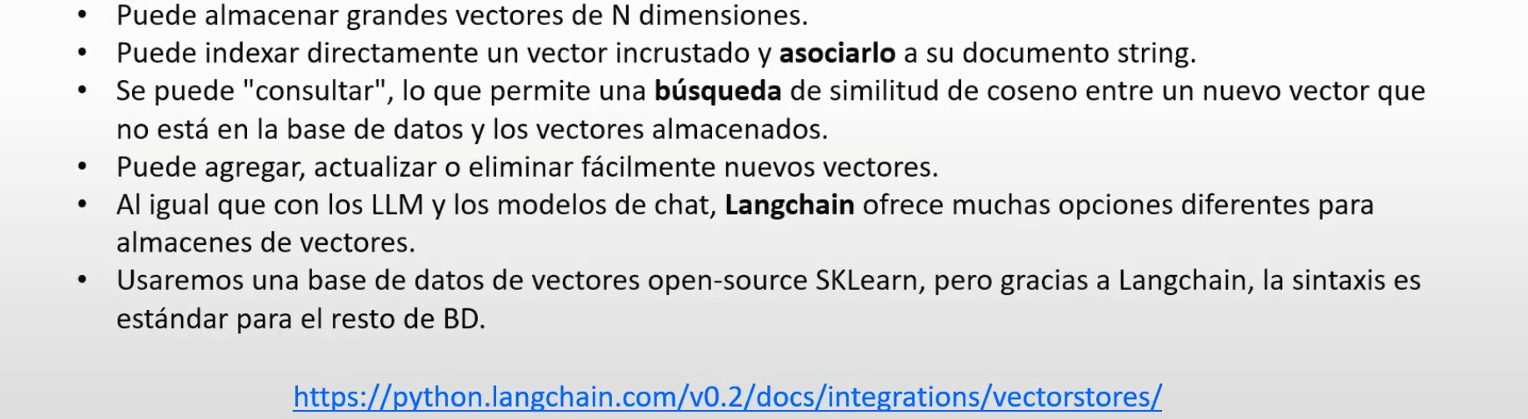 • Puede almacenar grandes vectores de N dimensiones.
• Puede indexar directamente un vector incrustado y asociarlo a su documento string.
• Se puede "consultar", lo que permite una búsqueda de similitud de coseno entre un nuevo vector que
no está en la base de datos y los vectores almacenados.
• Puede agregar, actualizar o eliminar fácilmente nuevos vectores.
• Al igual que con los LLM y los modelos de chat, Langchain ofrece muchas opciones diferentes para
almacenes de vectores.
• Usaremos una base de datos de vectores open-source SKLearn, pero gracias a Langchain, la sintaxis es
estándar para el resto de BD.
https://python.langchain.com/v0.2/docs/integrations/vectorstores/